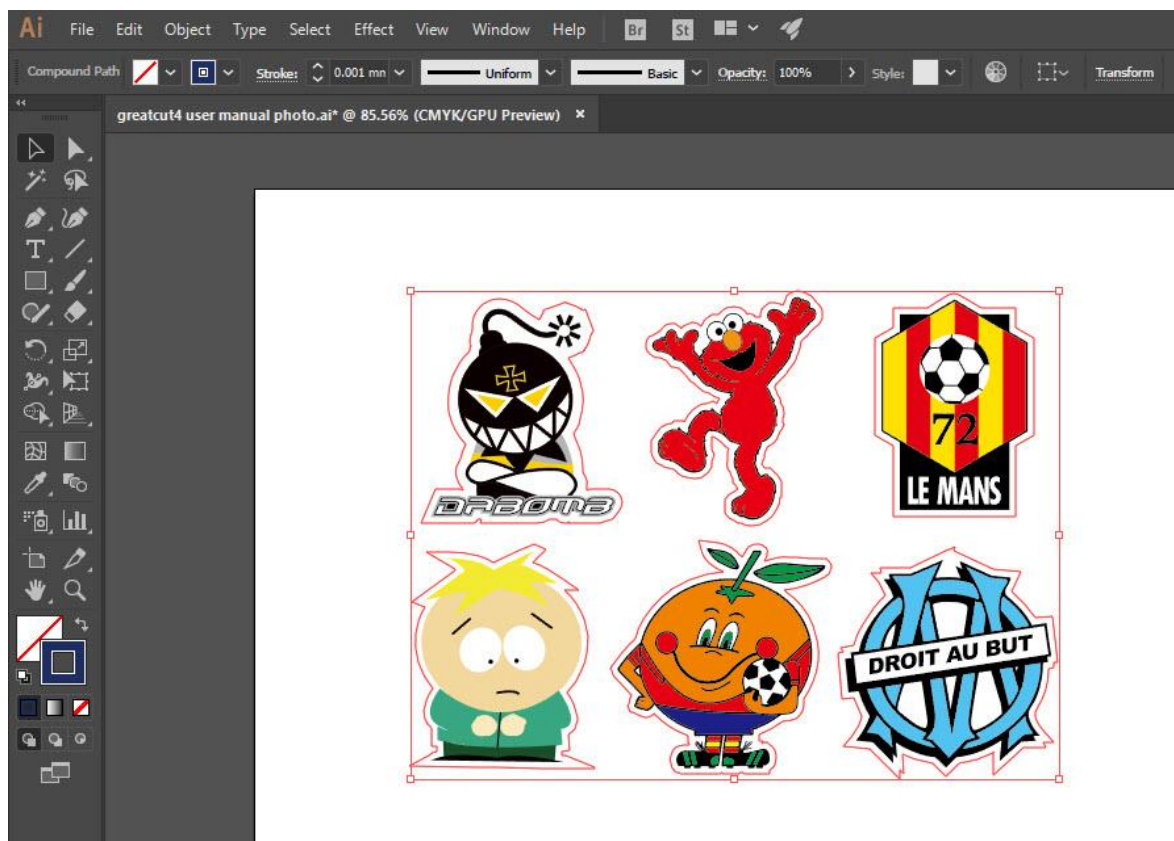 Ai File Edit Object Type Select Effect View Window Help Br St
Compound Path Stroke: 0.001 mn Uniform Basic Opacity: 100% Style: Transform
greatcut4 user manual photo.ai* @ 85.56% (CMYK/GPU Preview) ×
72
LE MANS
DABOMB
DROIT AU BUT